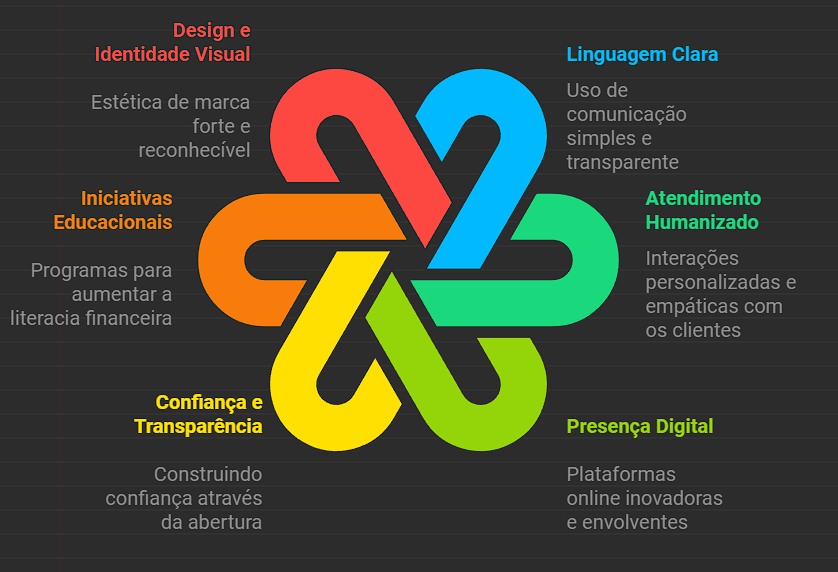 Design e
Identidade Visual
Estética de marca
forte e
reconhecível
Linguagem Clara
Uso de
comunicação
simples e
transparente
Iniciativas
Educacionais
Programas para
aumentar a
literacia financeira
Atendimento
Humanizado
Interações
personalizadas e
empáticas com
os clientes
Confiança e
Transparência
Construindo
confiança através
da abertura
Presença Digital
Plataformas
online inovadoras
e envolventes